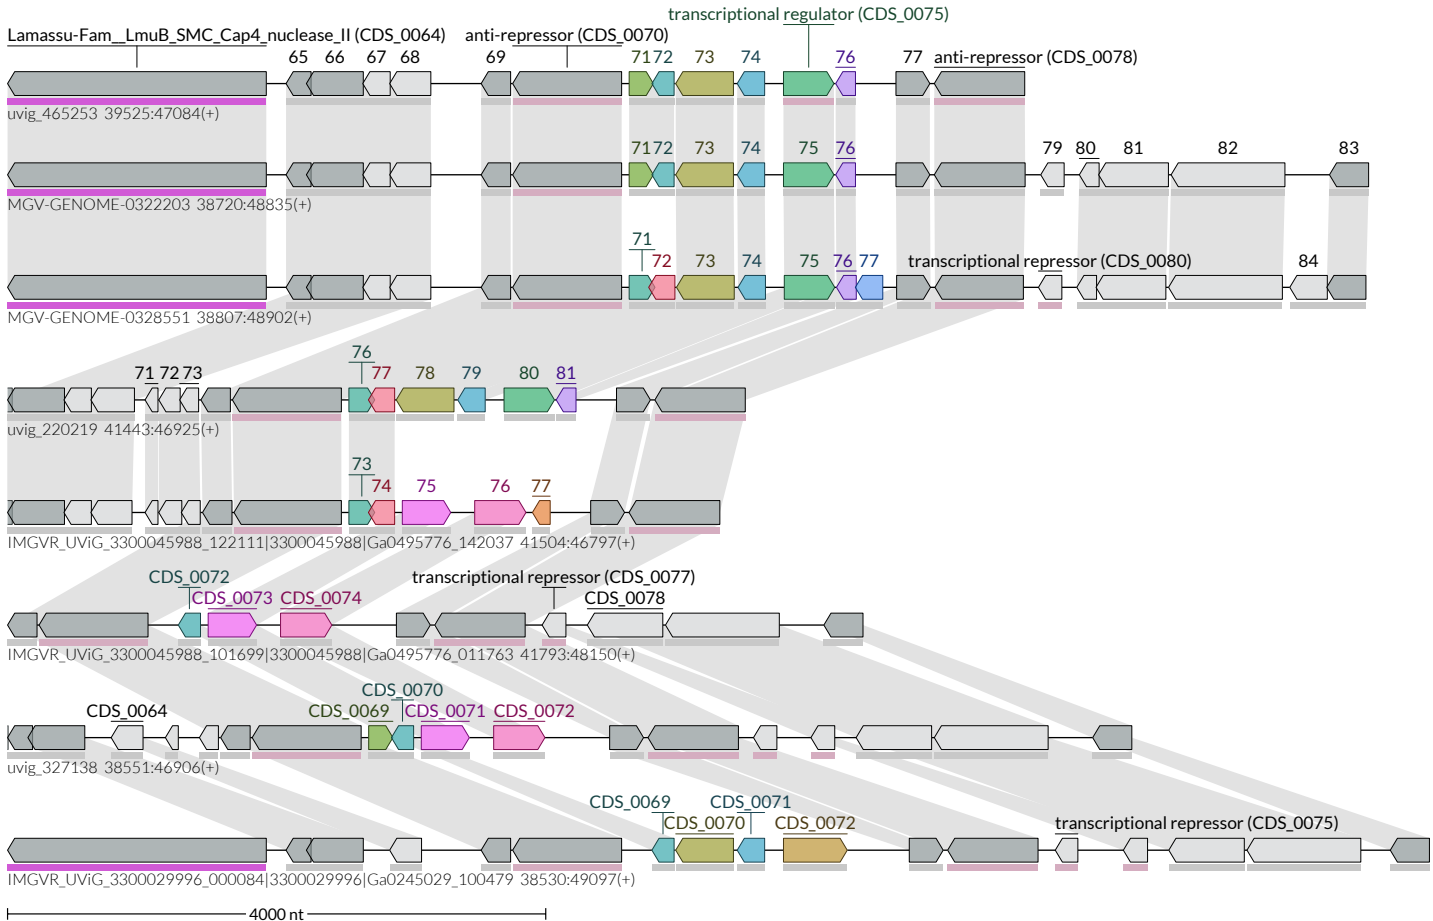 transcriptional regulator (CDS_0075)
Lamassu-Fam__LmuB_SMC_Cap4_nuclease_II (CDS_0064) anti-repressor (CDS_0070)
65 66 67 68 69 71 72 73 74 76 77 anti-repressor (CDS_0078)
uvig_465253 39525:47084(+)
71 72 73 74 75 76 79 80 81 82 83
MGV-GENOME-0322203 38720:48835(+)
71
72 73 74 75 76 77 transcriptional repressor (CDS_0080) 84
MGV-GENOME-0328551 38807:48902(+)
76
71 72 73 77 78 79 80 81
uvig_220219 41443:46925(+)
73
74 75 76 77
IMGVR_UViG_3300045988_122111|3300045988|Ga0495776_142037 41504:46797(+)
CDS_0072 transcriptional repressor (CDS_0077)
CDS_0073 CDS_0074 CDS_0078
IMGVR_UViG_3300045988_101699|3300045988|Ga0495776_011763 41793:48150(+)
CDS_0070
CDS_0064 CDS_0069 CDS_0071 CDS_0072
uvig_327138 38551:46906(+)
CDS_0069 CDS_0071
CDS_0070 CDS_0072 transcriptional repressor (CDS_0075)
IMGVR_UViG_3300029996_000084|3300029996|Ga0245029_100479 38530:49097(+)
4000 nt